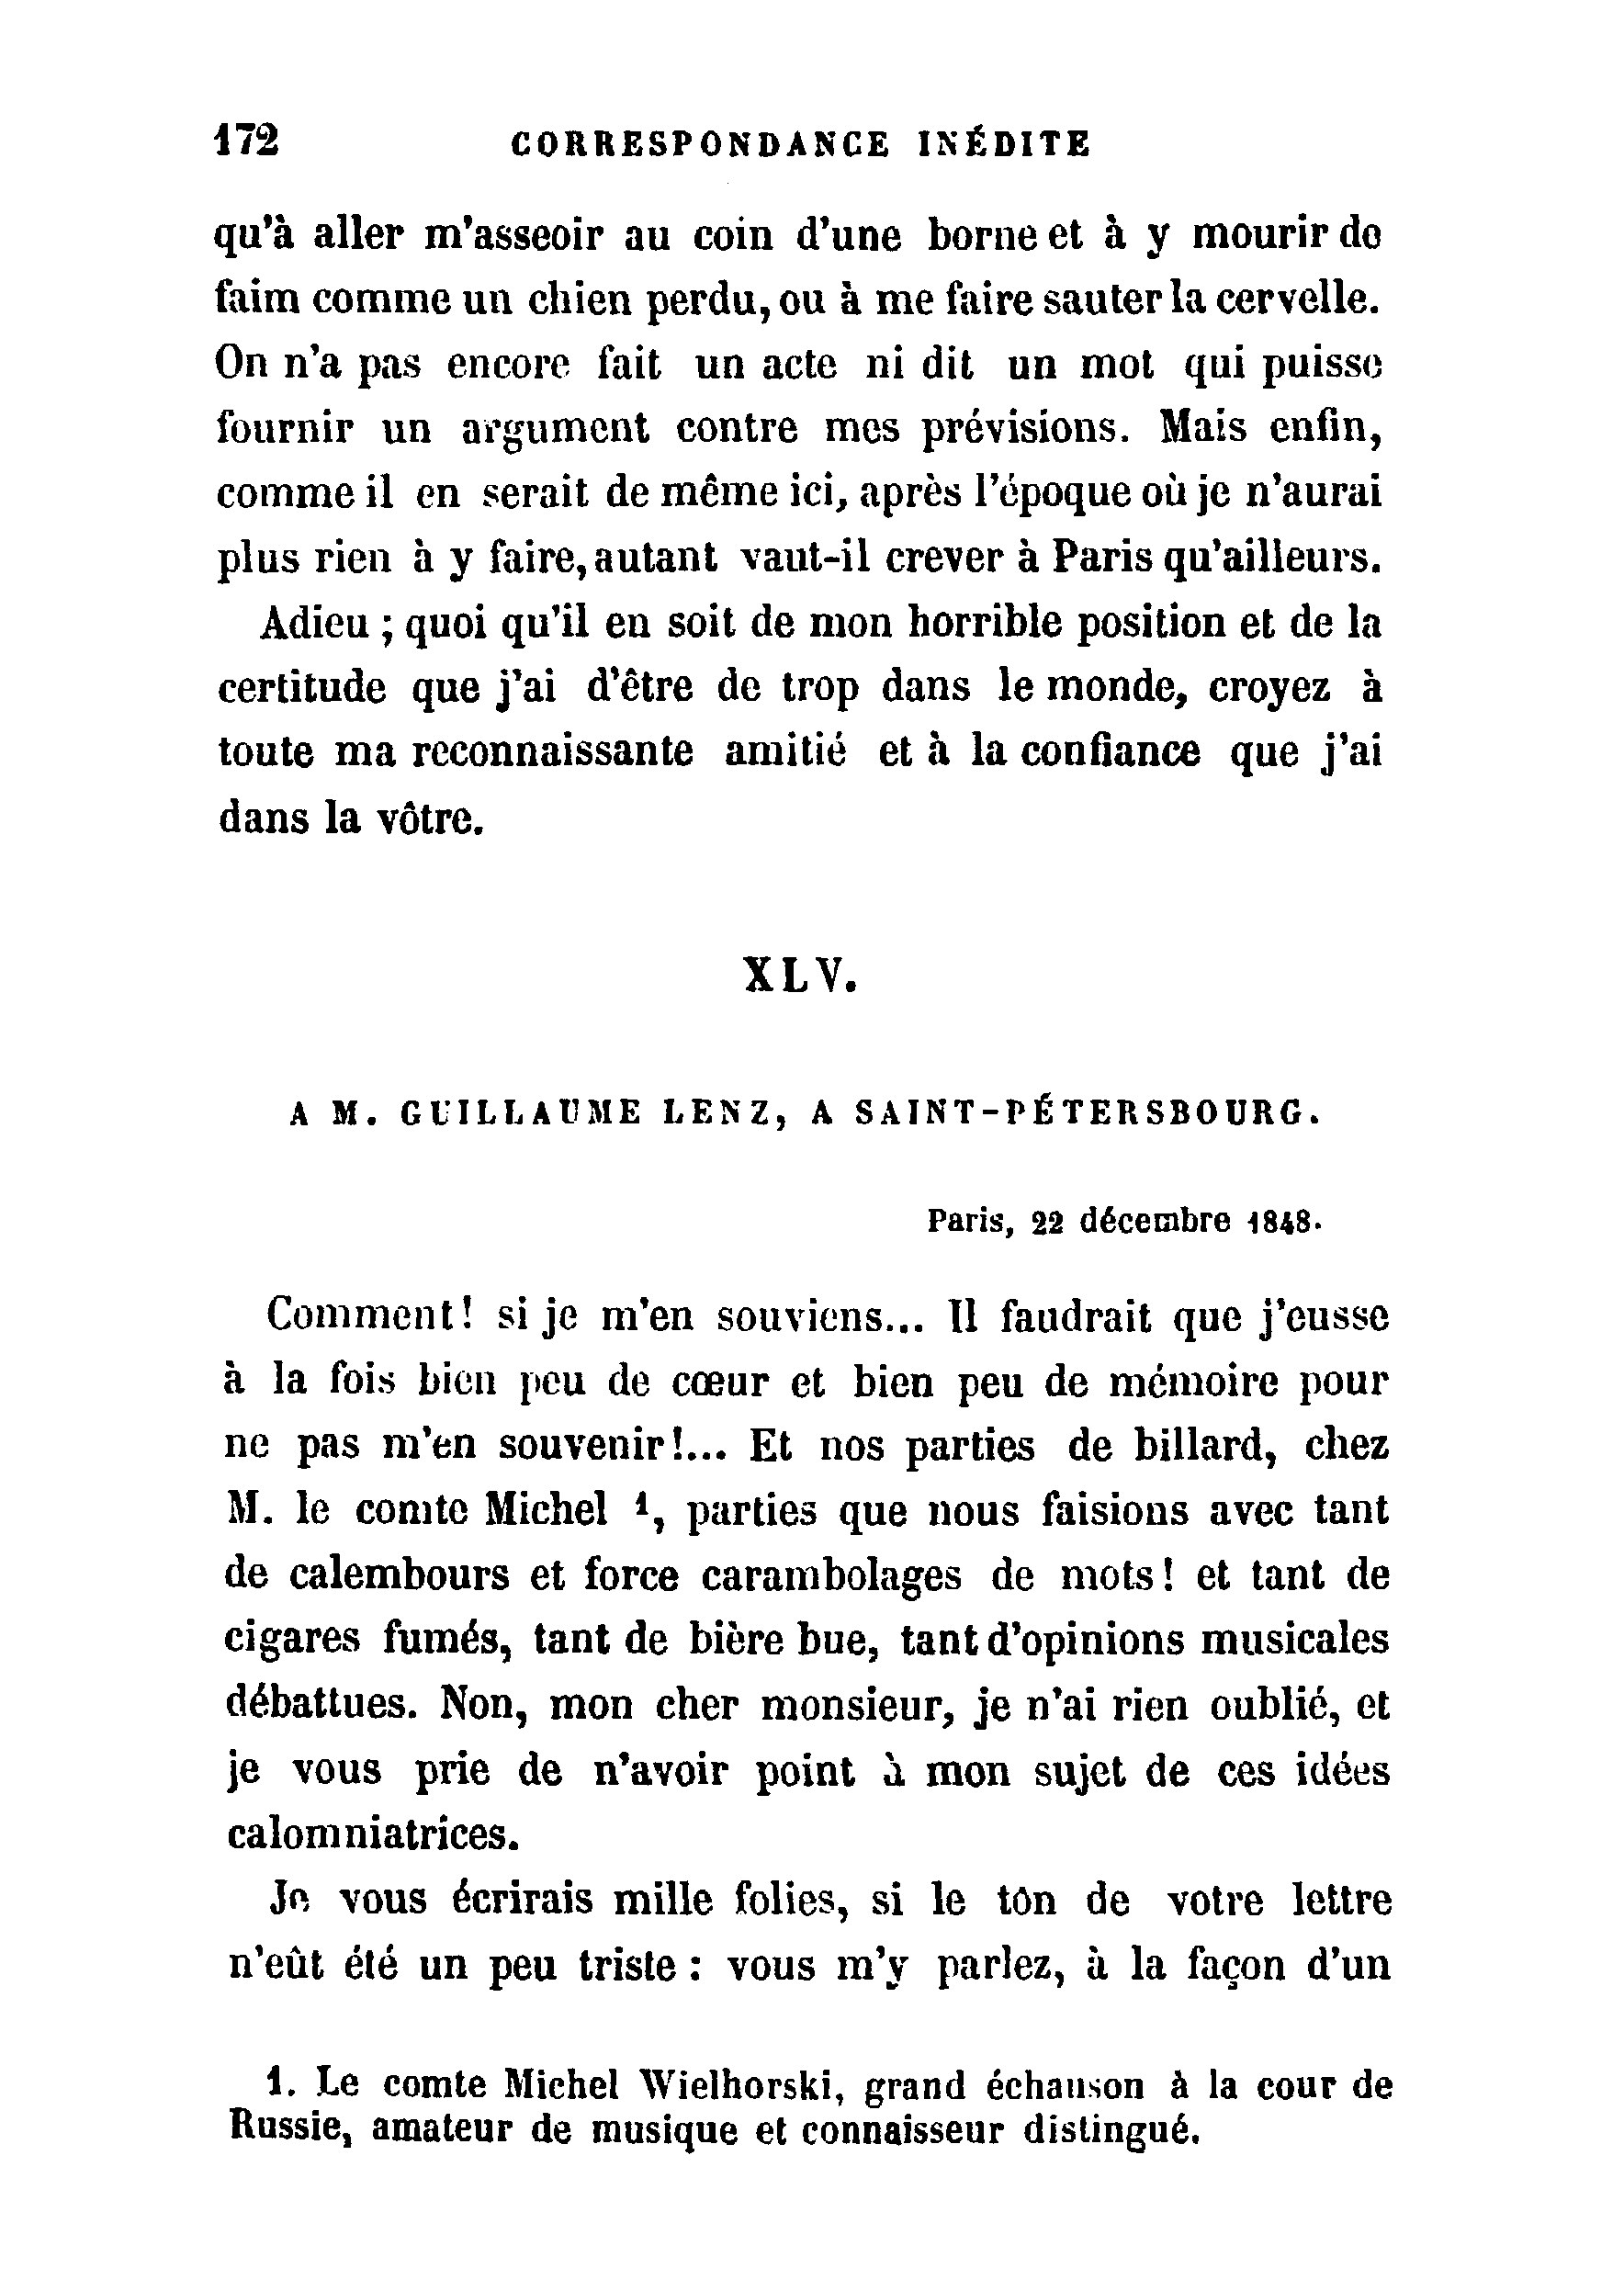 172 CORRESPONDANCE INÉDITE
qu'à aller m'asseoir au coin d'une borne et à y mourir de
faim comme un chien perdu, ou à me faire sauter la cervelle.
On n'a pas encore fait un acte ni dit un mot qui puisse
fournir un argument contre mes prévisions. Mais enfin,
comme il en serait de même ici, après l'époque où je n'aurai
plus rien à y faire, autant vaut-il crever à Paris qu'ailleurs.
Adieu ; quoi qu'il en soit de mon horrible position et de la
certitude que j'ai d'être de trop dans le monde, croyez à
toute ma reconnaissante amitié et à la confiance que j'ai
dans la vôtre.
XLV.
A M. GUILLAUME LENZ, A SAINT-PÉTERSBOURG.
Paris, 22 décembre 1848.
Comment! si je m'en souviens... Il faudrait que j'eusse
à la fois bien peu de cœur et bien peu de mémoire pour
ne pas m'en souvenir!... Et nos parties de billard, chez
M. le comte Michel 1, parties que nous faisions avec tant
de calembours et force carambolages de mots! et tant de
cigares fumés, tant de bière bue, tant d'opinions musicales
débattues. Non, mon cher monsieur, je n'ai rien oublié, et
je vous prie de n'avoir point à mon sujet de ces idées
calomniatrices.
Je vous écrirais mille folies, si le ton de votre lettre
n'eût été un peu triste : vous m'y parlez, à la façon d'un
1. Le comte Michel Wielhorski, grand échanson à la cour de
Russie, amateur de musique et connaisseur distingué.